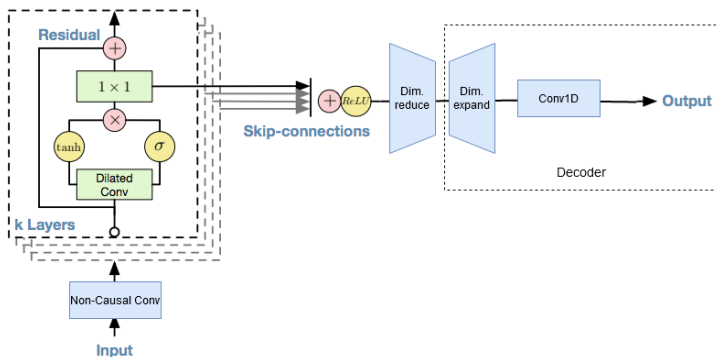 Residual
+
1 × 1
×
tanh
σ
Dilated
Conv
k Layers
Non-Causal Conv
Input
+
ReLU
Skip-connections
Dim.
reduce
Dim.
expand
Conv1D
Output
Decoder